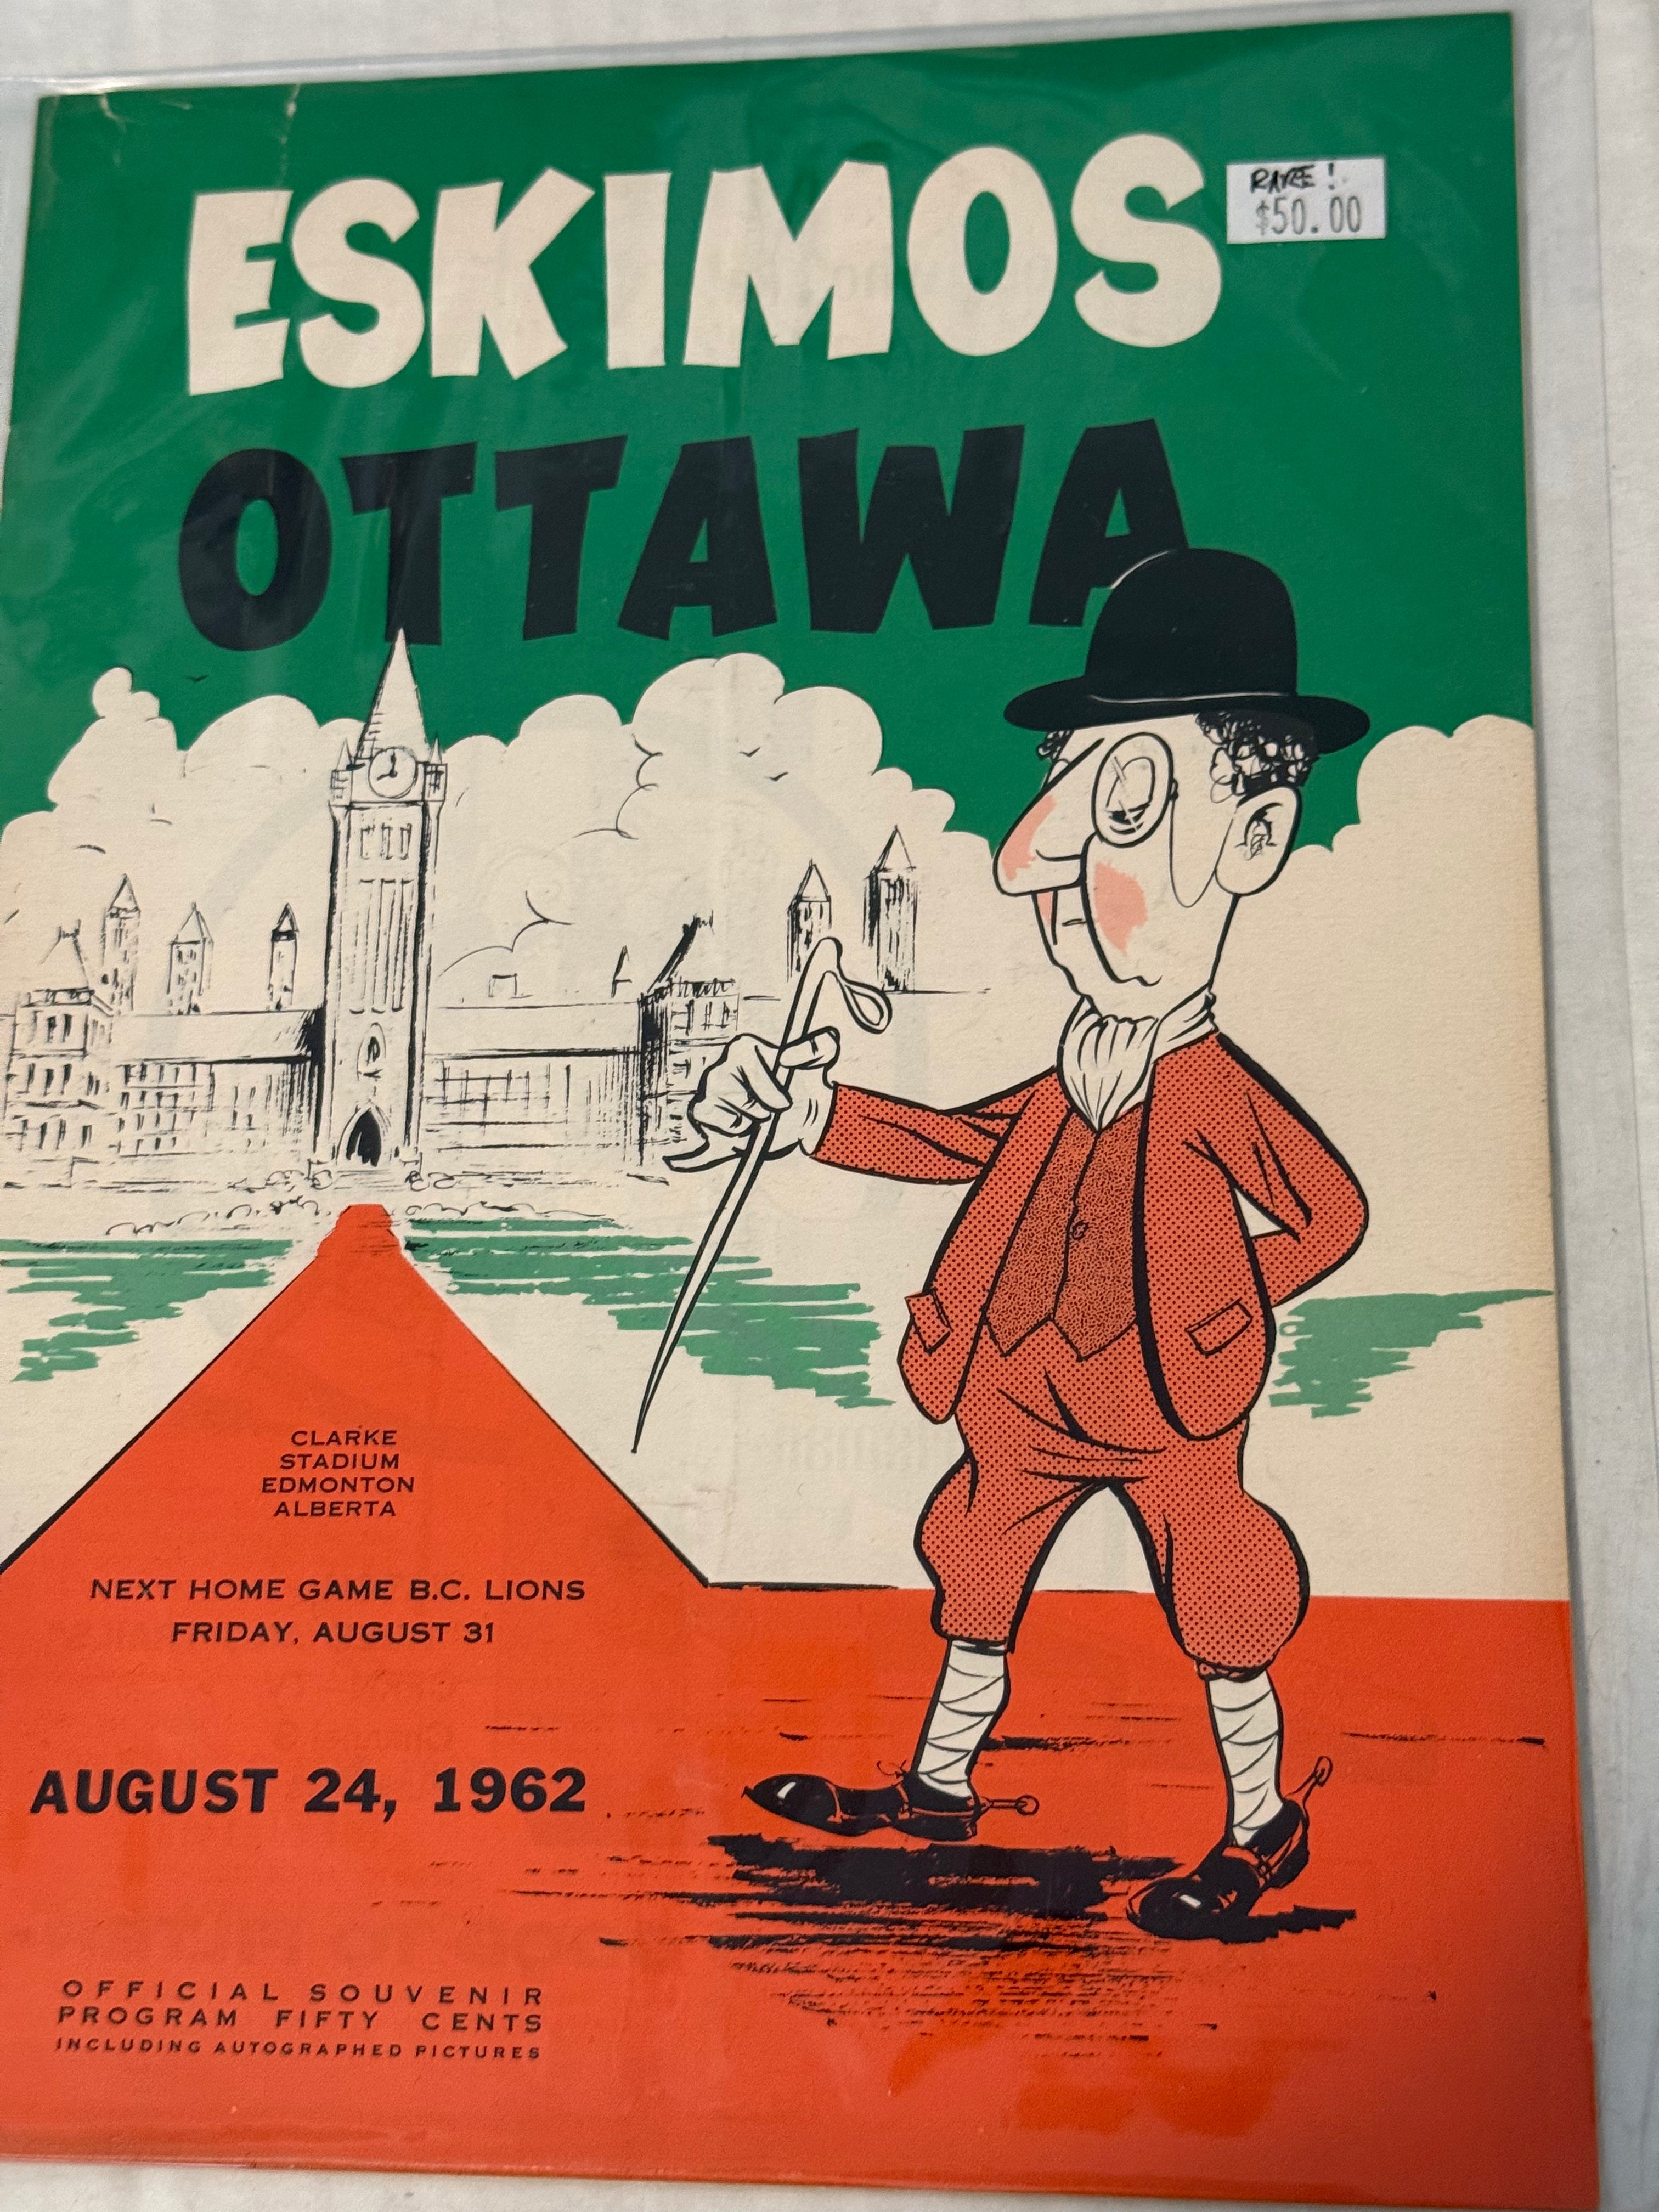 ESKIMOS
RARE!
$50.00
OTTAWA
CLARKE
STADIUM
EDMONTON
ALBERTA
NEXT HOME GAME B.C. LIONS
FRIDAY, AUGUST 31
AUGUST 24, 1962
OFFICIAL SOUVENIR
PROGRAM FIFTY CENTS
INCLUDING AUTOGRAPHED PICTURES